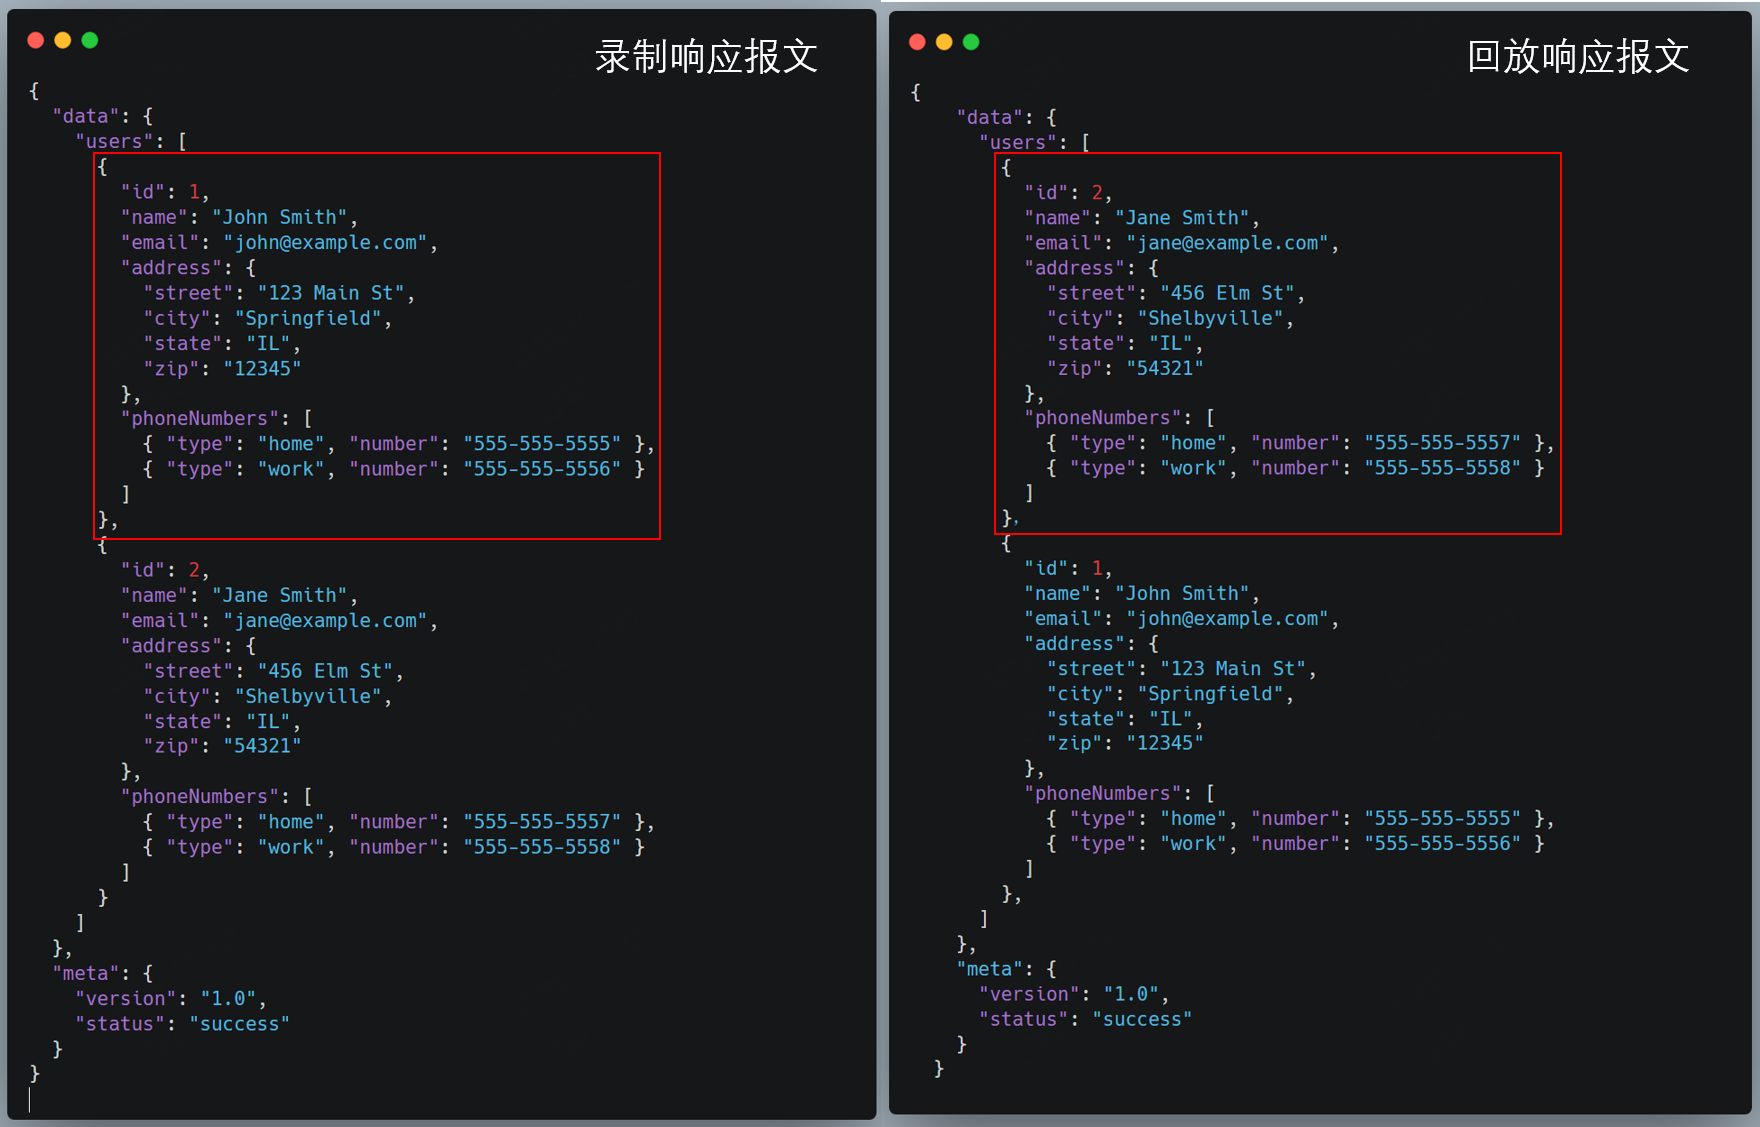 录制响应报文
{
  "data": {
    "users": [
      {
        "id": 1,
        "name": "John Smith",
        "email": "john@example.com",
        "address": {
          "street": "123 Main St",
          "city": "Springfield",
          "state": "IL",
          "zip": "12345"
        },
        "phoneNumbers": [
          { "type": "home", "number": "555-555-5555" },
          { "type": "work", "number": "555-555-5556" }
        ]
      },
      {
        "id": 2,
        "name": "Jane Smith",
        "email": "jane@example.com",
        "address": {
          "street": "456 Elm St",
          "city": "Shelbyville",
          "state": "IL",
          "zip": "54321"
        },
        "phoneNumbers": [
          { "type": "home", "number": "555-555-5557" },
          { "type": "work", "number": "555-555-5558" }
        ]
      }
    ]
  },
  "meta": {
    "version": "1.0",
    "status": "success"
  }
}
回放响应报文
{
    "data": {
      "users": [
        {
          "id": 2,
          "name": "Jane Smith",
          "email": "jane@example.com",
          "address": {
            "street": "456 Elm St",
            "city": "Shelbyville",
            "state": "IL",
            "zip": "54321"
          },
          "phoneNumbers": [
            { "type": "home", "number": "555-555-5557" },
            { "type": "work", "number": "555-555-5558" }
          ]
        },
        {
          "id": 1,
          "name": "John Smith",
          "email": "john@example.com",
          "address": {
            "street": "123 Main St",
            "city": "Springfield",
            "state": "IL",
            "zip": "12345"
          },
          "phoneNumbers": [
            { "type": "home", "number": "555-555-5555" },
            { "type": "work", "number": "555-555-5556" }
          ]
        },
      ]
    },
    "meta": {
      "version": "1.0",
      "status": "success"
    }
  }